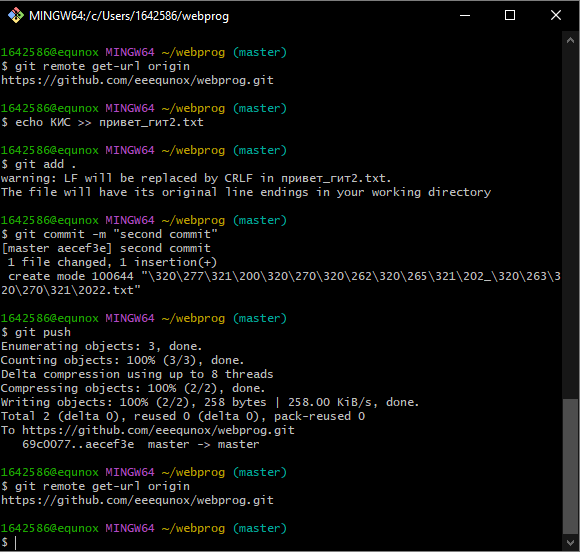 MINGW64:/c/Users/1642586/webprog
1642586@equnox MINGW64 ~/webprog (master)
$ git remote get-url origin
https://github.com/eeequnox/webprog.git
1642586@equnox MINGW64 ~/webprog (master)
$ echo КИС >> привет_гит2.txt
1642586@equnox MINGW64 ~/webprog (master)
$ git add .
warning: LF will be replaced by CRLF in привет_гит2.txt.
The file will have its original line endings in your working directory
1642586@equnox MINGW64 ~/webprog (master)
$ git commit -m "second commit"
[master aecef3e] second commit
1 file changed, 1 insertion(+)
create mode 100644 "\320\277\321\200\320\270\320\262\320\265\321\202_\320\263\3
20\270\321\2022.txt"
1642586@equnox MINGW64 ~/webprog (master)
$ git push
Enumerating objects: 3, done.
Counting objects: 100% (3/3), done.
Delta compression using up to 8 threads
Compressing objects: 100% (2/2), done.
Writing objects: 100% (2/2), 258 bytes | 258.00 KiB/s, done.
Total 2 (delta 0), reused 0 (delta 0), pack-reused 0
To https://github.com/eeequnox/webprog.git
69c0077..aecef3e  master -> master
1642586@equnox MINGW64 ~/webprog (master)
$ git remote get-url origin
https://github.com/eeequnox/webprog.git
1642586@equnox MINGW64 ~/webprog (master)
$